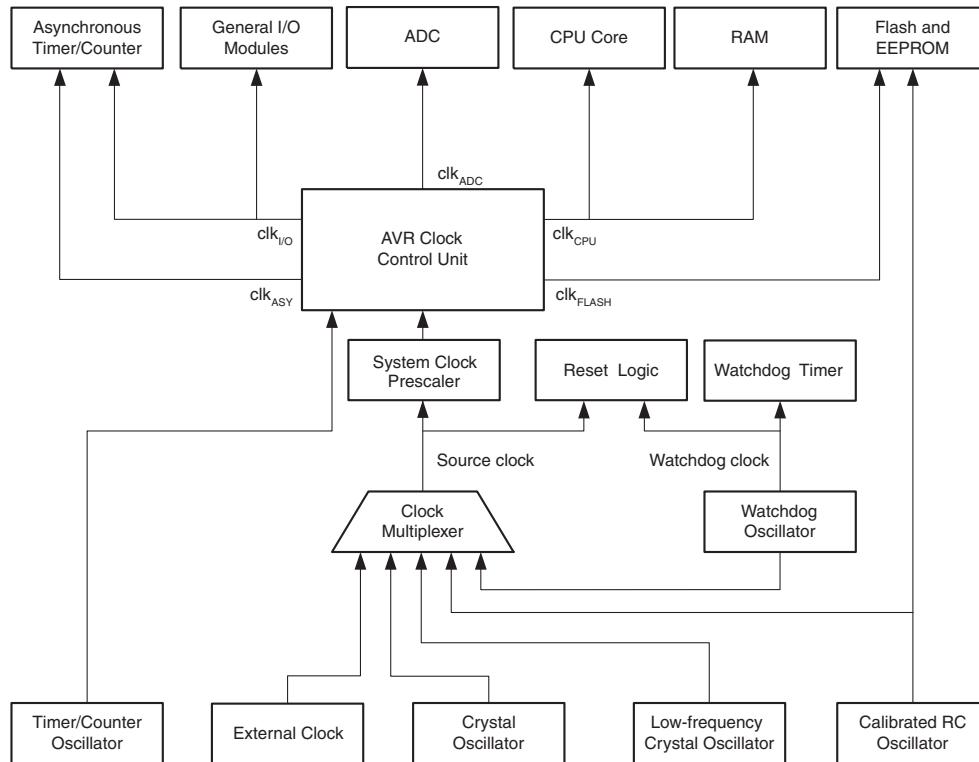 Asynchronous
Timer/Counter
General I/O
Modules
ADC
CPU Core
RAM
Flash and
EEPROM
clkADC
clkI/O
AVR Clock
Control Unit
clkCPU
clkASY
clkFLASH
System Clock
Prescaler
Reset Logic
Watchdog Timer
Source clock
Watchdog clock
Clock
Multiplexer
Watchdog
Oscillator
Timer/Counter
Oscillator
External Clock
Crystal
Oscillator
Low-frequency
Crystal Oscillator
Calibrated RC
Oscillator